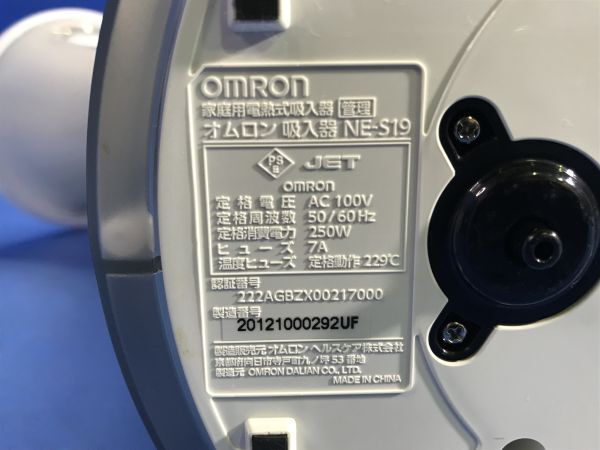 OMRON
家庭用電熱式吸入器 管理
オムロン 吸入器 NE-S19
PS E JET
OMRON
定格電圧 AC 100V
定格周波数 50/60Hz
定格消費電力 250W
ヒューズ 7A
温度ヒューズ 定格動作 229℃
認証番号
222AGBZX00217000
製造番号
20121000292UF
製造販売元 オムロン ヘルスケア株式会社
京都府向日市寺戸町九ノ坪 53 番地
製造元 OMRON DALIAN CO., LTD.
MADE IN CHINA